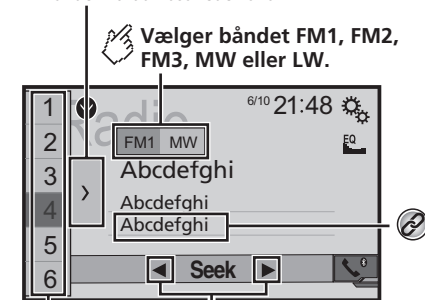 Vælger båndet FM1, FM2,
FM3, MW eller LW.
Radio
6/10 21:48
1
2
3
4
5
6
FM1 MW
EQ
Abcdefghi
Abcdefghi
Abcdefghi
Seek